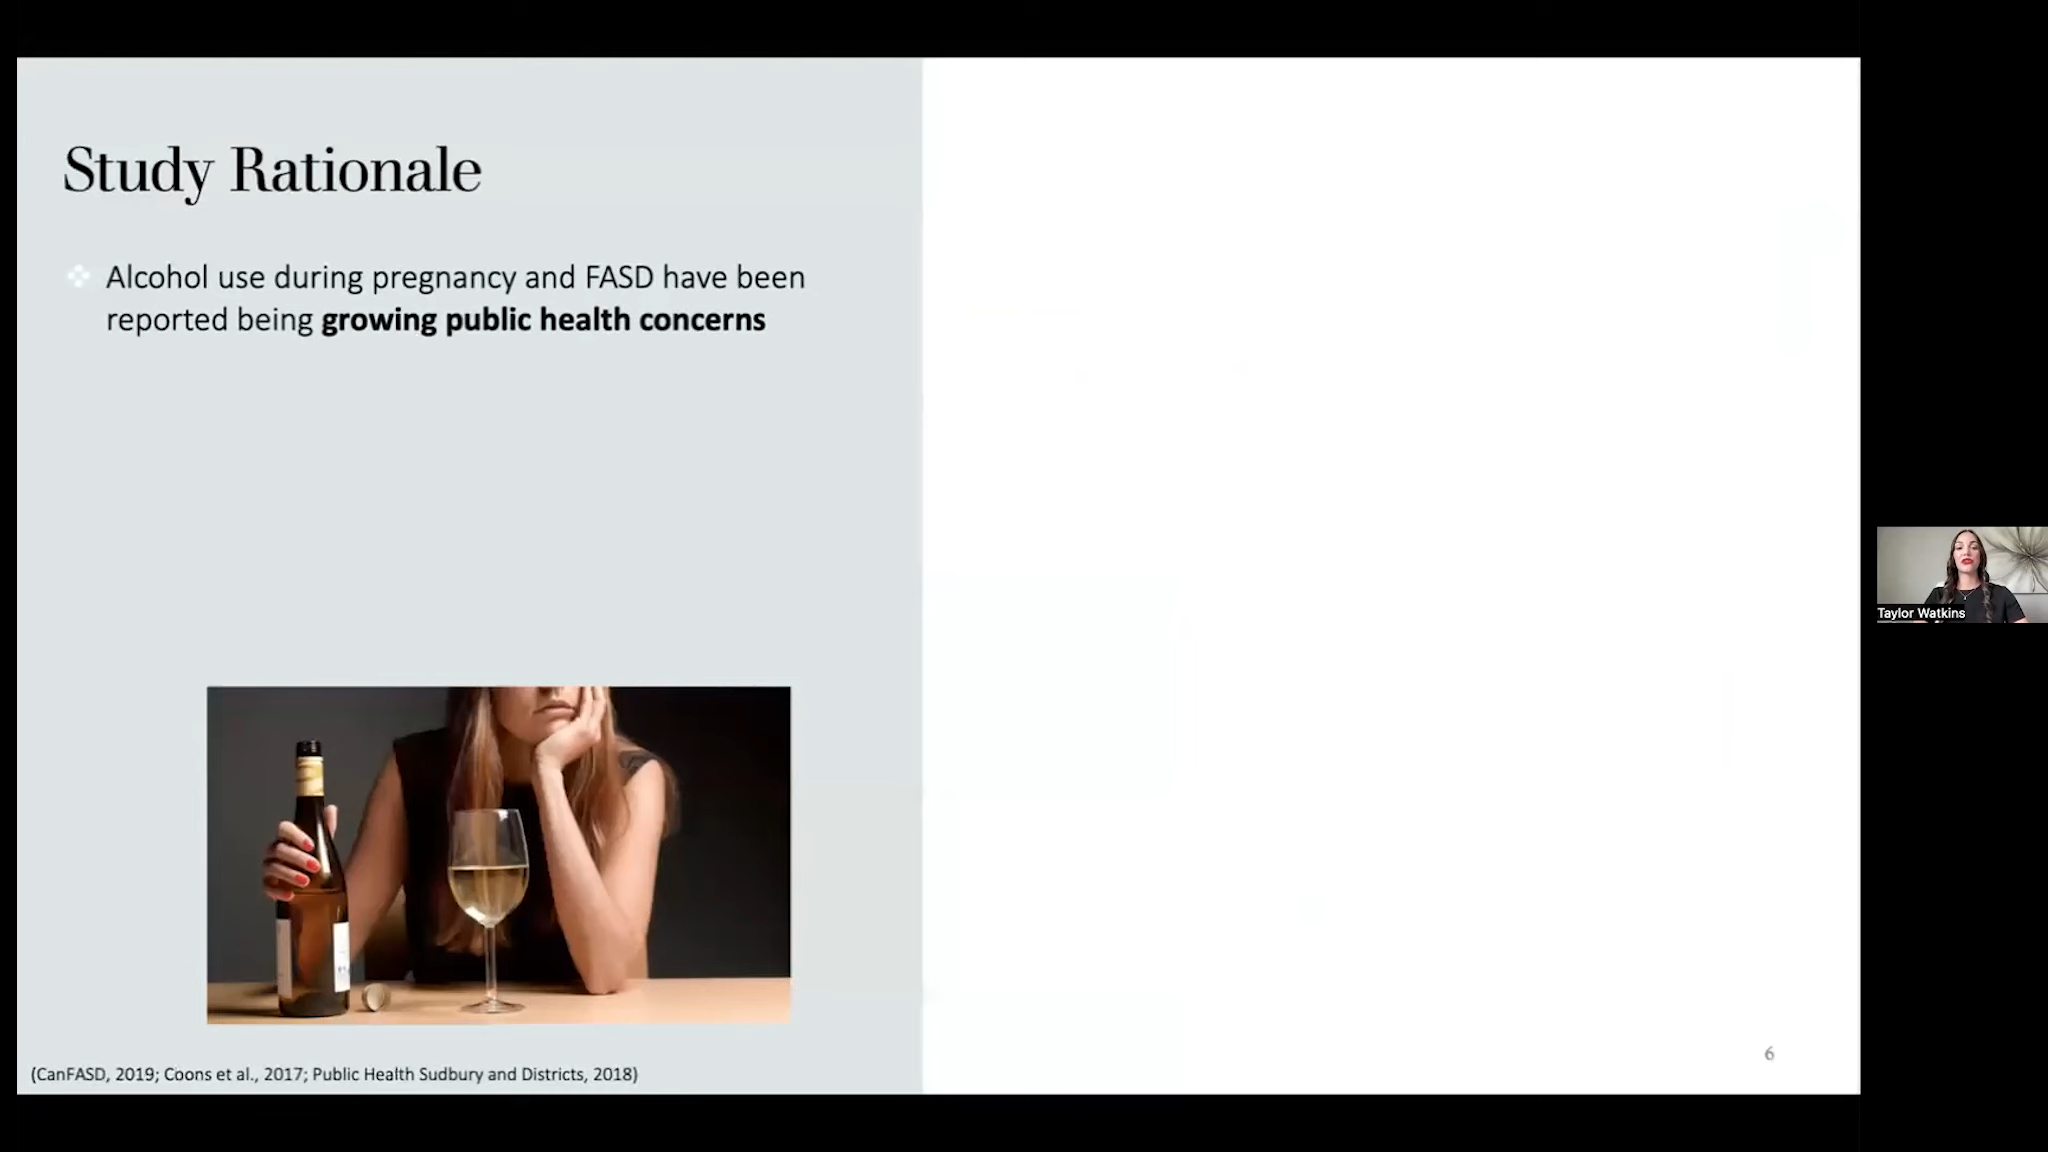 Study Rationale
Alcohol use during pregnancy and FASD have been
reported being growing public health concerns
(CanFASD, 2019; Coons et al., 2017; Public Health Sudbury and Districts, 2018)
6
Taylor Watkins